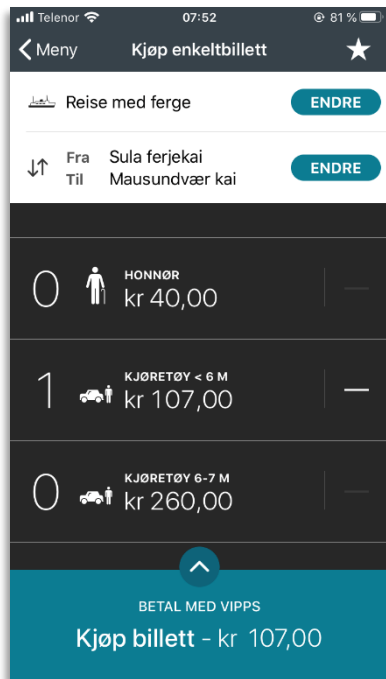 Telenor 07:52 81 %
Meny Kjøp enkeltbillett
Reise med ferge ENDRE
Fra Sula ferjekai
Til Mausundvær kai ENDRE
0 HONNØR
kr 40,00
1 KJØRETØY < 6 M
kr 107,00
0 KJØRETØY 6-7 M
kr 260,00
BETAL MED VIPPS
Kjøp billett - kr 107,00